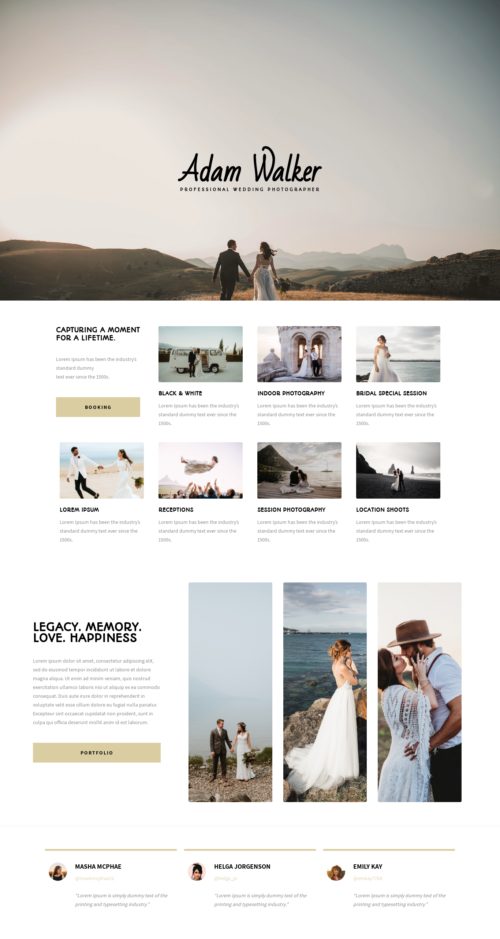 Adam Walker
PROFESSIONAL WEDDING PHOTOGRAPHER
CAPTURING A MOMENT
FOR A LIFETIME.
Lorem ipsum has been the industry's
standard dummy
text ever since the 1500s.
BOOKING
BLACK & WHITE
Lorem ipsum has been the industry's
standard dummy text ever since the
1500s.
INDOOR PHOTOGRAPHY
Lorem ipsum has been the industry's
standard dummy text ever since the
1500s.
BRIDAL SPECIAL SESSION
Lorem ipsum has been the industry's
standard dummy text ever since the
1500s.
LOREM IPSUM
Lorem ipsum has been the industry's
standard dummy text ever since the
1500s.
RECEPTIONS
Lorem ipsum has been the industry's
standard dummy text ever since the
1500s.
SESSION PHOTOGRAPHY
Lorem ipsum has been the industry's
standard dummy text ever since the
1500s.
LOCATION SHOOTS
Lorem ipsum has been the industry's
standard dummy text ever since the
1500s.
LEGACY. MEMORY.
LOVE. HAPPINESS
Lorem ipsum dolor sit amet, consectetur adipiscing elit,
sed do eiusmod tempor incididunt ut labore et dolore
magna aliqua. Ut enim ad minim veniam, quis nostrud
exercitation ullamco laboris nisi ut aliquip ex ea commodo
consequat. Duis aute irure dolor in reprehenderit in
voluptate velit esse cillum dolore eu fugiat nulla pariatur.
Excepteur sint occaecat cupidatat non proident, sunt in
culpa qui officia deserunt mollit anim id est laborum.
PORTFOLIO
MASHA MCPHAE
"Lorem Ipsum is simply dummy text of the
printing and typesetting industry."
HELGA JORGENSON
"Lorem Ipsum is simply dummy text of the
printing and typesetting industry."
EMILY KAY
"Lorem Ipsum is simply dummy text of the
printing and typesetting industry."